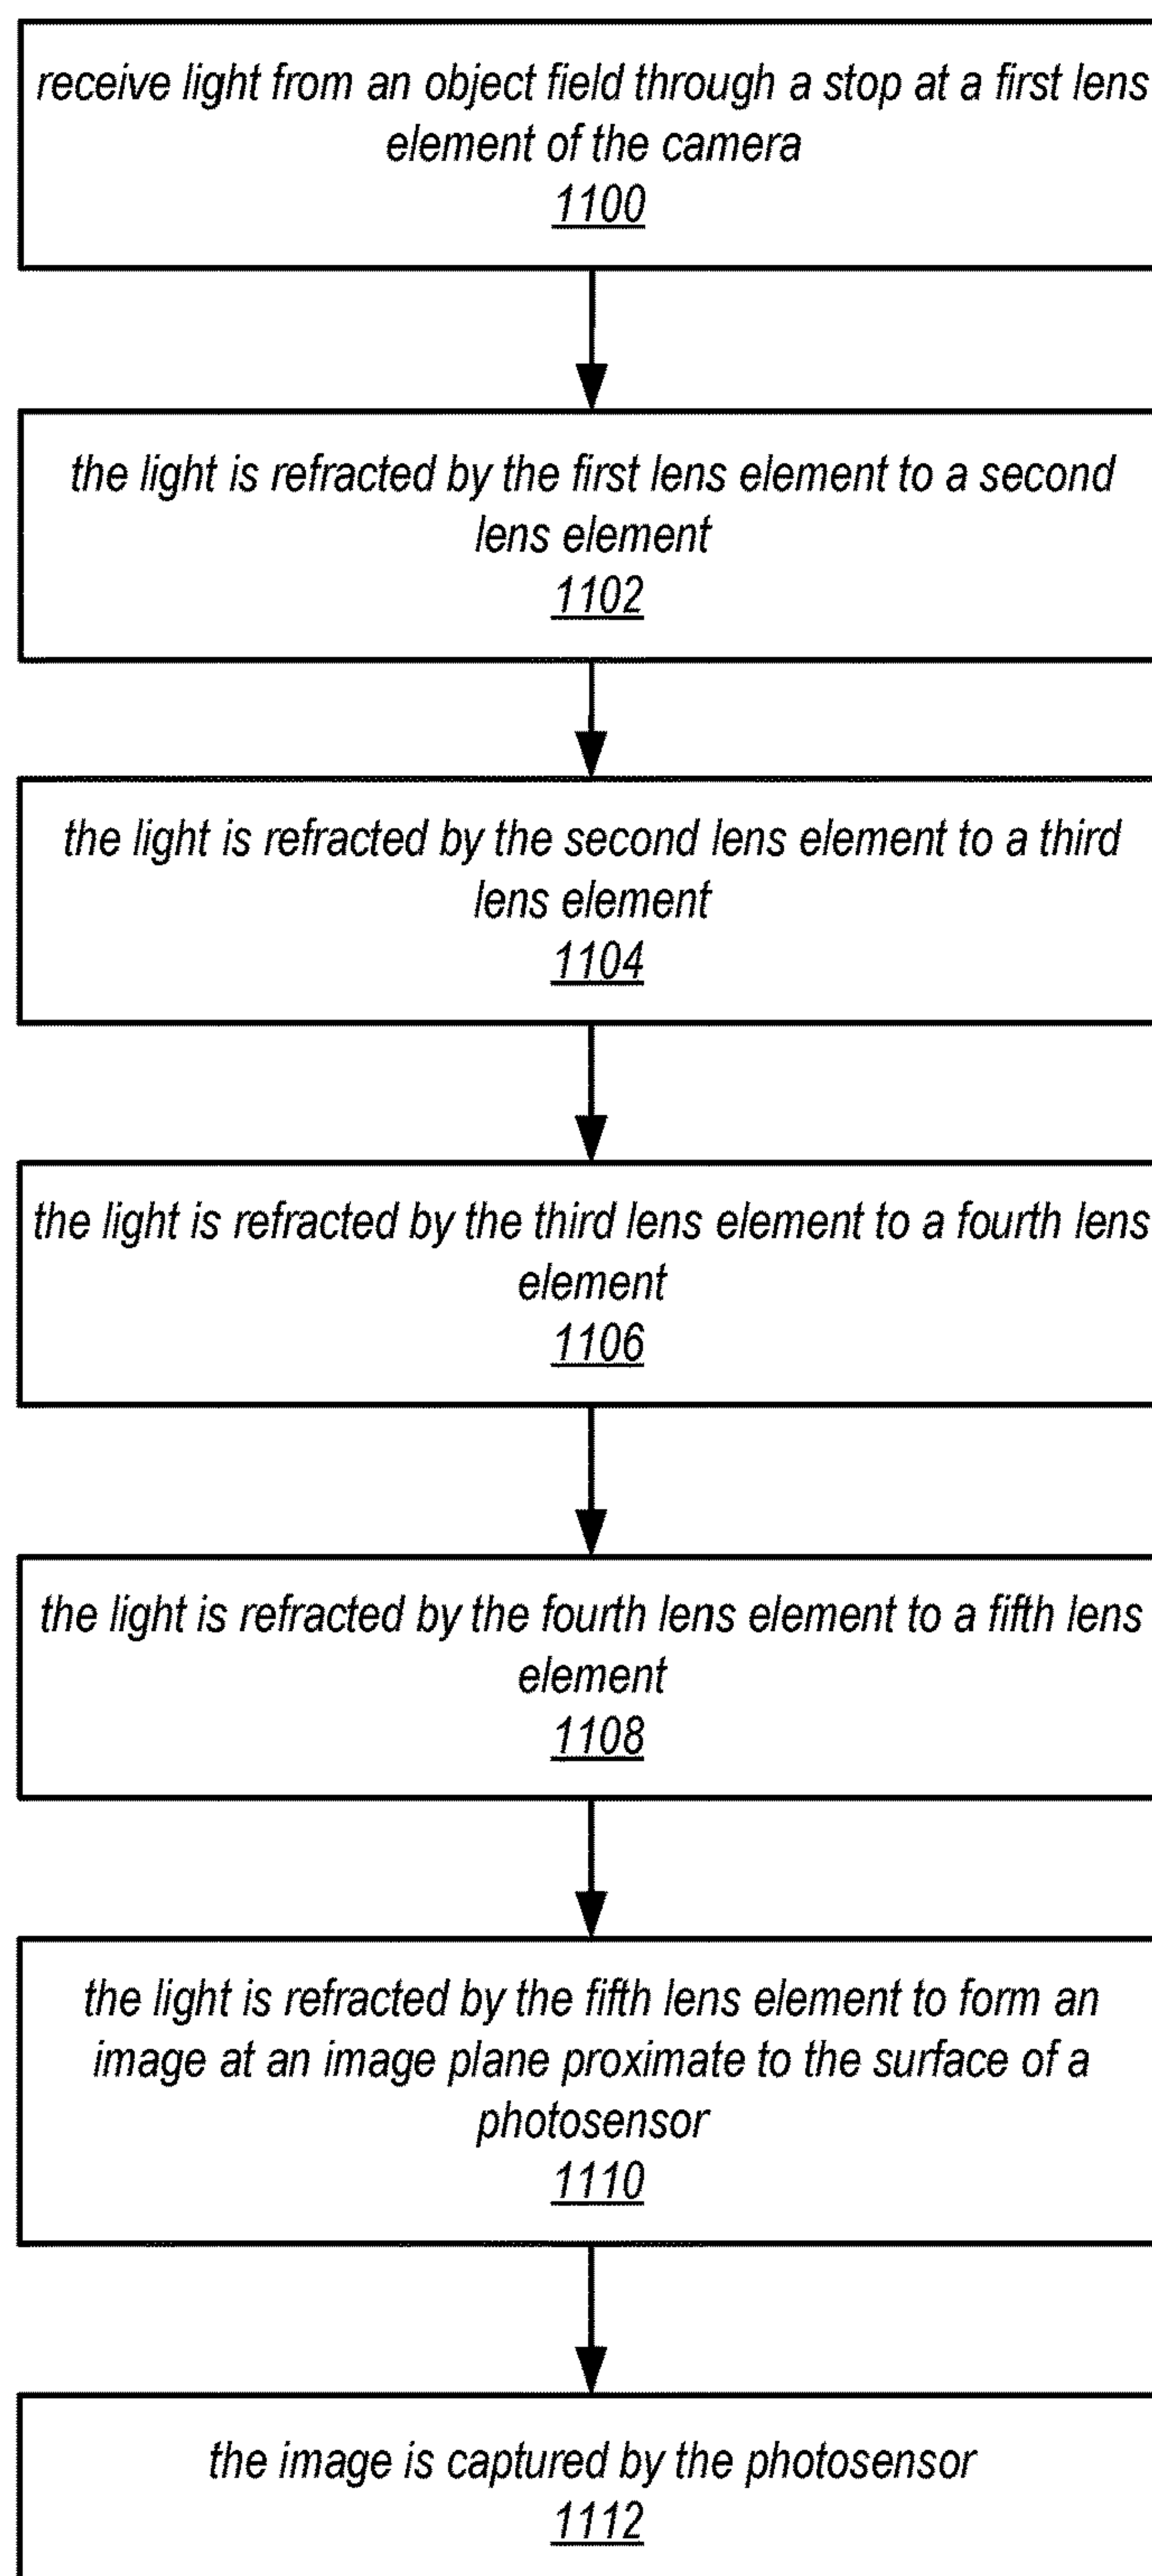 receive light from an object field through a stop at a first lens
element of the camera
1100
the light is refracted by the first lens element to a second
lens element
1102
the light is refracted by the second lens element to a third
lens element
1104
the light is refracted by the third lens element to a fourth lens
element
1106
the light is refracted by the fourth lens element to a fifth lens
element
1108
the light is refracted by the fifth lens element to form an
image at an image plane proximate to the surface of a
photosensor
1110
the image is captured by the photosensor
1112